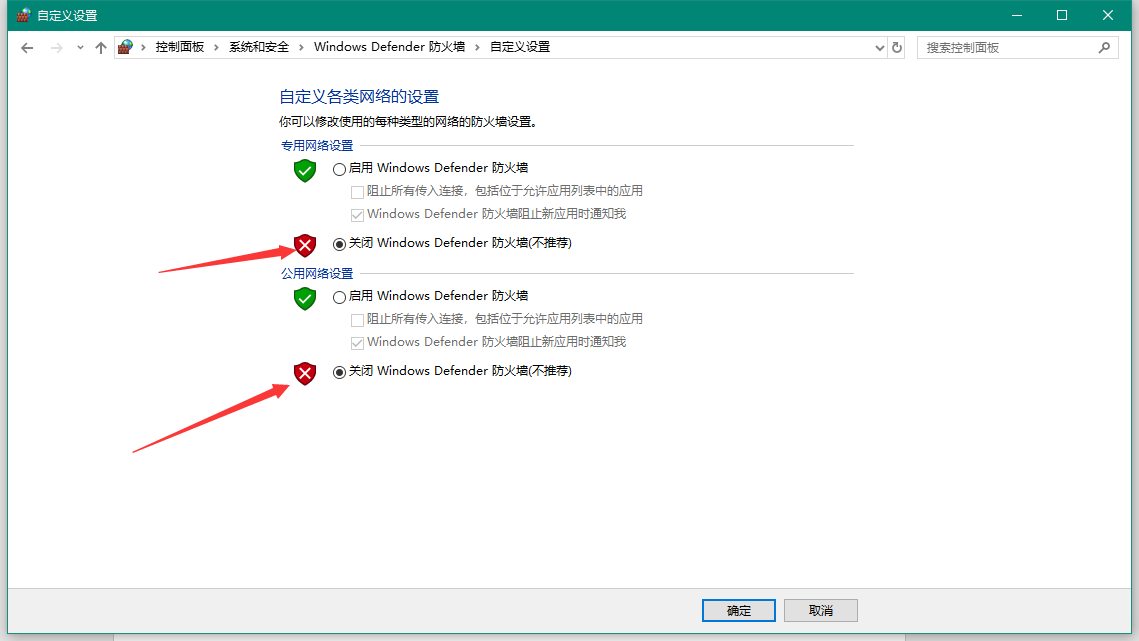 自定义设置
控制面板 系统和安全 Windows Defender 防火墙 自定义设置 搜索控制面板
自定义各类网络的设置
你可以修改使用的每种类型的网络的防火墙设置。
专用网络设置
启用 Windows Defender 防火墙
阻止所有传入连接，包括位于允许应用列表中的应用
Windows Defender 防火墙阻止新应用时通知我
关闭 Windows Defender 防火墙(不推荐)
公用网络设置
启用 Windows Defender 防火墙
阻止所有传入连接，包括位于允许应用列表中的应用
Windows Defender 防火墙阻止新应用时通知我
关闭 Windows Defender 防火墙(不推荐)
确定 取消